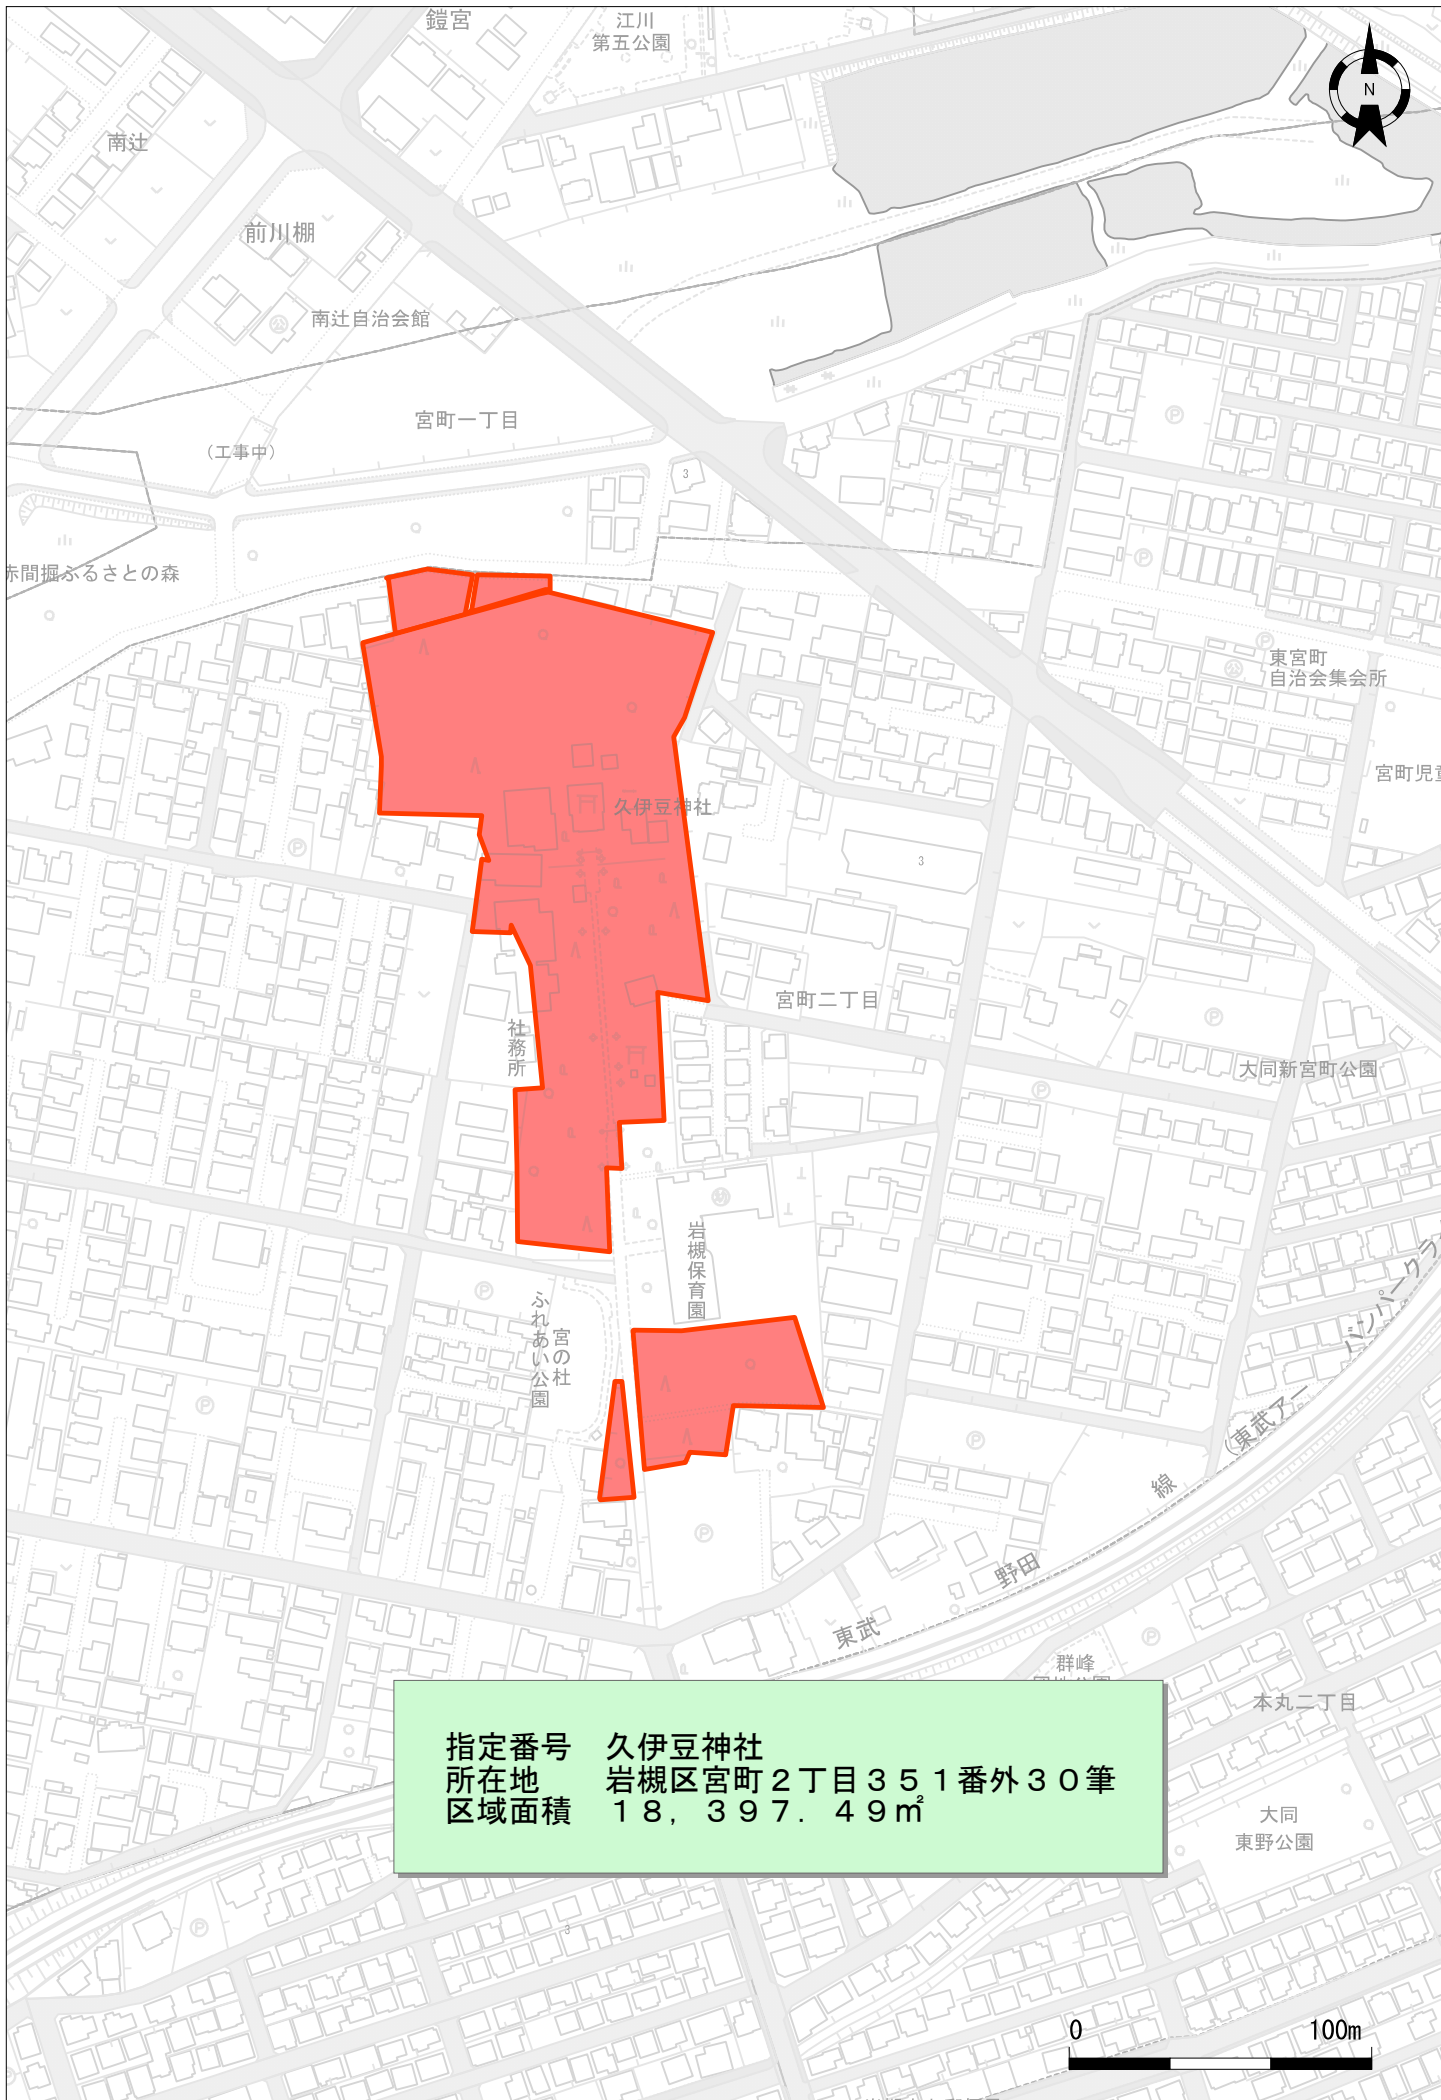 鎧宮
江川
第五公園
N
南辻
前川棚
南辻自治会館
宮町一丁目
(工事中)
3
赤間掘ふるさとの森
東宮町
自治会集会所
宮町児童
久伊豆神社
3
宮町二丁目
社務所
大同新宮町公園
岩槻保育園
ふれあい公園
宮の杜
(東武アーバンパークライ
東武
野田
線
群峰
本丸二丁目
指定番号 久伊豆神社
所在地 岩槻区宮町2丁目351番外30筆
区域面積 18,397.49㎡
大同
東野公園
3
0 100m